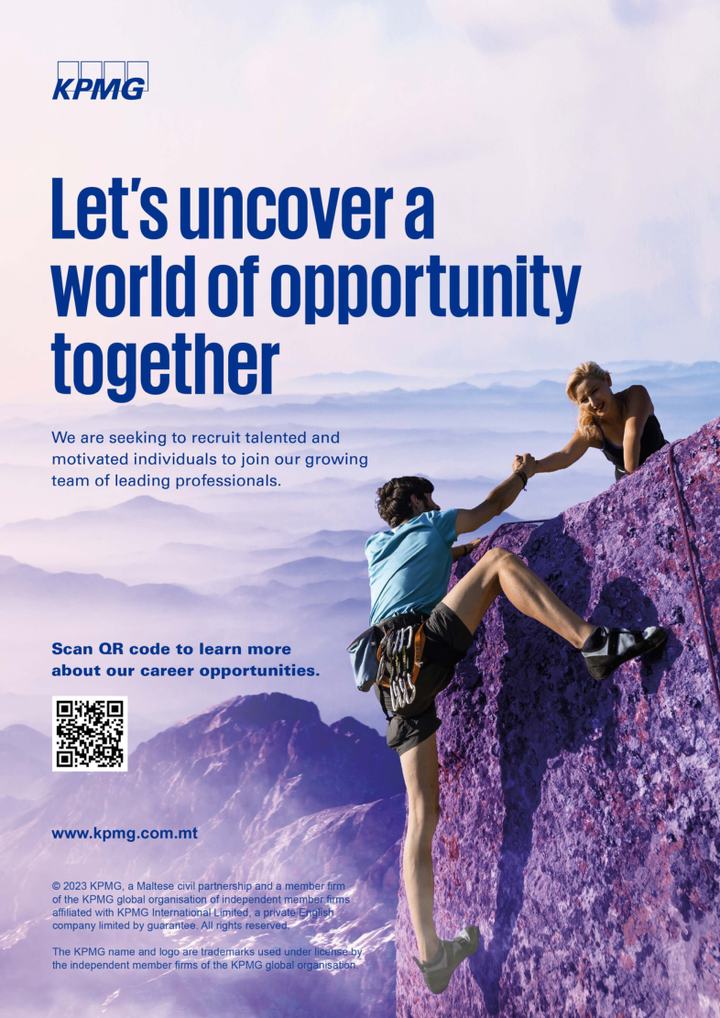 KPMG
Let's uncover a
world of opportunity
together
We are seeking to recruit talented and
motivated individuals to join our growing
team of leading professionals.
Scan QR code to learn more
about our career opportunities.
www.kpmg.com.mt
© 2023 KPMG, a Maltese civil partnership and a member firm
of the KPMG global organisation of independent member firms
affiliated with KPMG International Limited, a private English
company limited by guarantee. All rights reserved.
The KPMG name and logo are trademarks used under license by
the independent member firms of the KPMG global organisation.